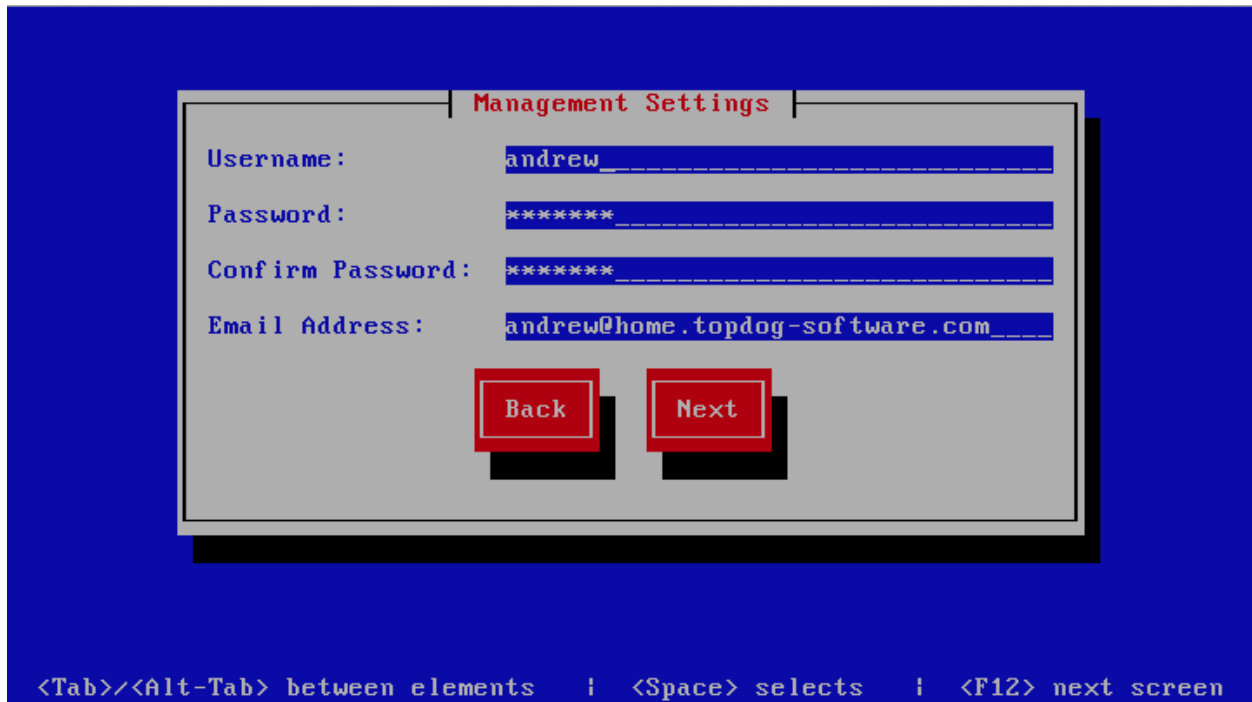 Management Settings
Username: andrew
Password: *******
Confirm Password: *******
Email Address: andrew@home.topdog-software.com
Back Next
<Tab>/<Alt-Tab> between elements | <Space> selects | <F12> next screen